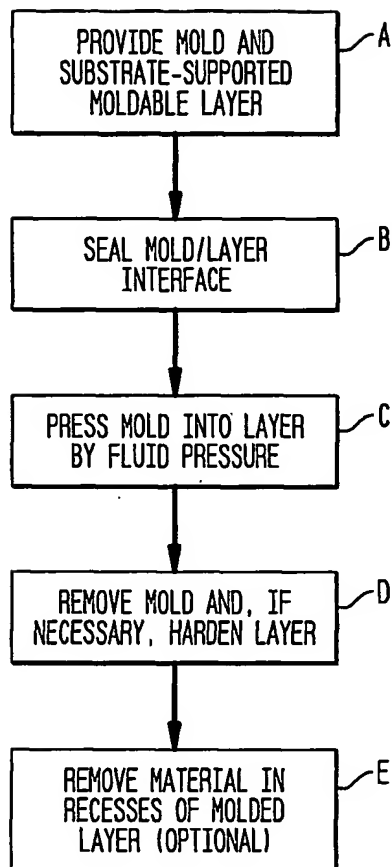 PROVIDE MOLD AND
SUBSTRATE-SUPPORTED
MOLDABLE LAYER
A
SEAL MOLD/LAYER
INTERFACE
B
PRESS MOLD INTO LAYER
BY FLUID PRESSURE
C
REMOVE MOLD AND, IF
NECESSARY, HARDEN LAYER
D
REMOVE MATERIAL IN
RECESSES OF MOLDED
LAYER (OPTIONAL)
E